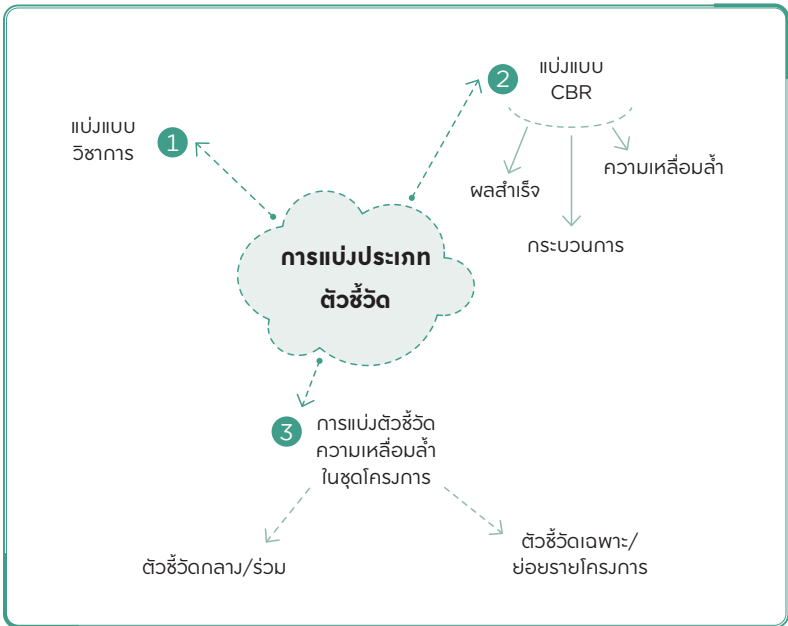 1
แบ่งแบบ
วิชาการ
2
แบ่งแบบ
CBR
ผลสำเร็จ
กระบวนการ
ความเหลื่อมล้ำ
การแบ่งประเภท
ตัวชี้วัด
3
การแบ่งตัวชี้วัด
ความเหลื่อมล้ำ
ในชุดโครงการ
ตัวชี้วัดกลาง/ร่วม
ตัวชี้วัดเฉพาะ/
ย่อยรายโครงการ